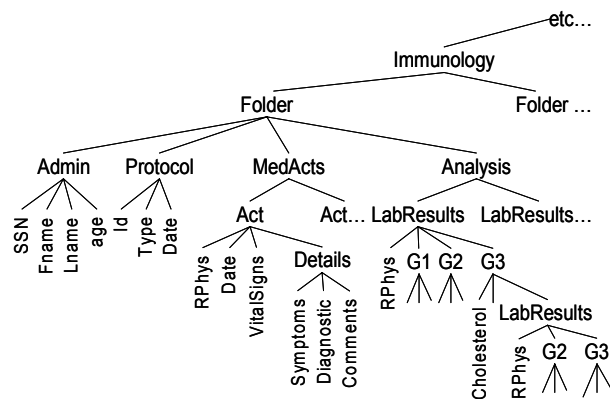 etc...
Immunology
Folder
Folder ...
Admin Protocol MedActs Analysis
SSN
Fname
Lname
age
Id
Type
Date
Act
Act...
LabResults
LabResults...
RPhys
Date
VitalSigns
Details
RPhys
G1
G2
G3
Symptoms
Diagnostic
Comments
Cholesterol
LabResults
RPhys
G2
G3